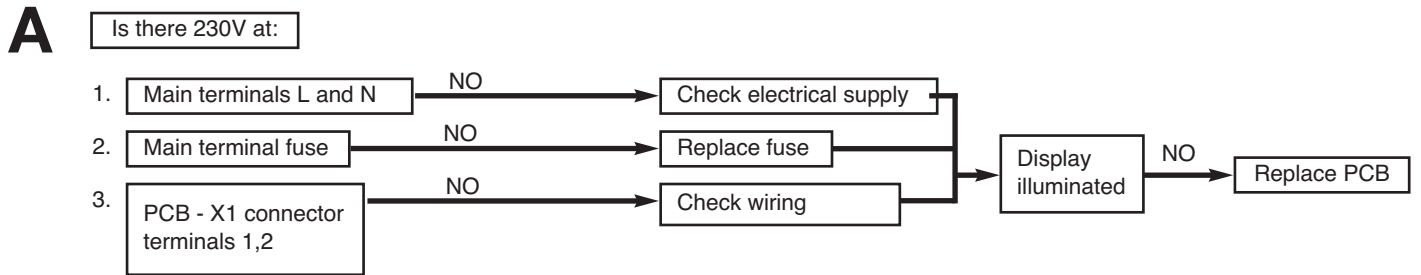 A
Is there 230V at:
1. Main terminals L and N
NO
Check electrical supply
2. Main terminal fuse
NO
Replace fuse
3. PCB - X1 connector
terminals 1,2
NO
Check wiring
Display
illuminated
NO
Replace PCB